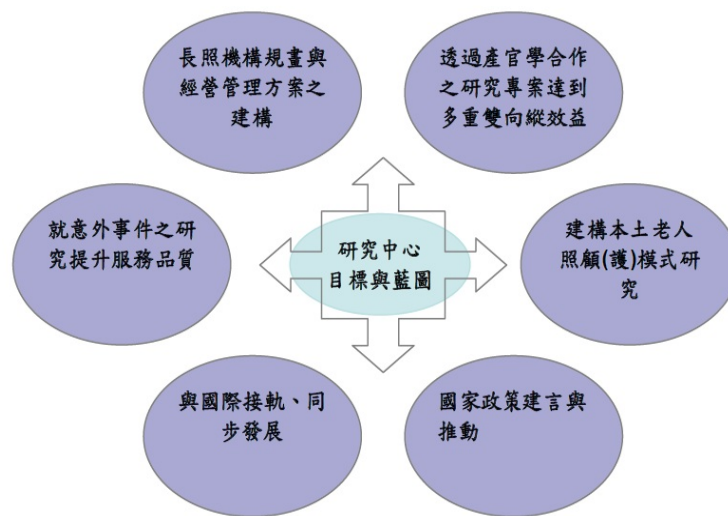 長照機構規畫與
經營管理方案之
建構
透過產官學合作
之研究專案達到
多重雙向縱效益
就意外事件之研
究提升服務品質
研究中心
目標與藍圖
建構本土老人
照顧(護)模式研
究
與國際接軌、同
步發展
國家政策建言與
推動